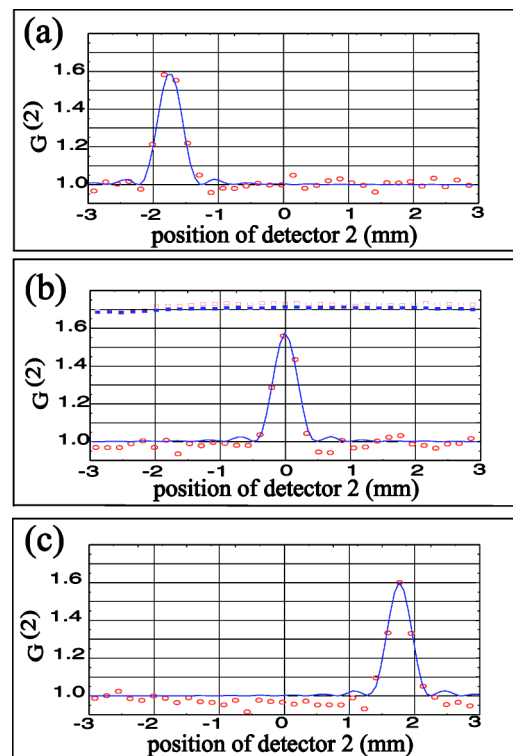 (a)
G(2)
1.6
1.4
1.2
1.0
-3 -2 -1 0 1 2 3
position of detector 2 (mm)
(b)
G(2)
1.6
1.4
1.2
1.0
-3 -2 -1 0 1 2 3
position of detector 2 (mm)
(c)
G(2)
1.6
1.4
1.2
1.0
-3 -2 -1 0 1 2 3
position of detector 2 (mm)